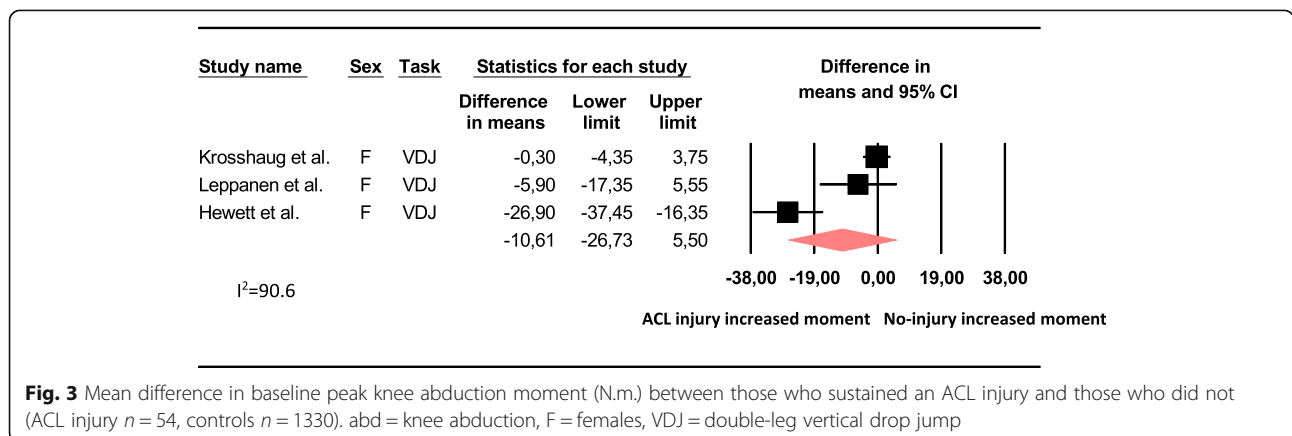 Study name Sex Task Statistics for each study Difference in
means and 95% CI
Difference Lower Upper
in means limit limit
Krosshaug et al. F VDJ -0,30 -4,35 3,75
Leppanen et al. F VDJ -5,90 -17,35 5,55
Hewett et al. F VDJ -26,90 -37,45 -16,35
-10,61 -26,73 5,50
-38,00 -19,00 0,00 19,00 38,00
I²=90.6
ACL injury increased moment No-injury increased moment
Fig. 3 Mean difference in baseline peak knee abduction moment (N.m.) between those who sustained an ACL injury and those who did not
(ACL injury n = 54, controls n = 1330). abd = knee abduction, F = females, VDJ = double-leg vertical drop jump